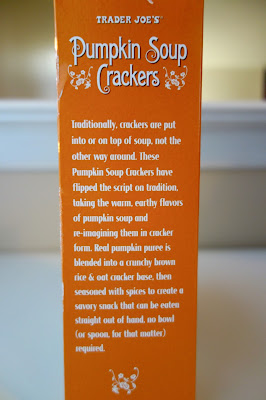 TRADER JOE'S
Pumpkin Soup
Crackers
Traditionally, crackers are put
into or on top of soup, not the
other way around. These
Pumpkin Soup Crackers have
flipped the script on tradition,
taking the warm, earthy flavors
of pumpkin soup and
re-imagining them in cracker
form. Real pumpkin puree is
blended into a crunchy brown
rice & oat cracker base, then
seasoned with spices to create a
savory snack that can be eaten
straight out of hand, no bowl
(or spoon, for that matter)
required.